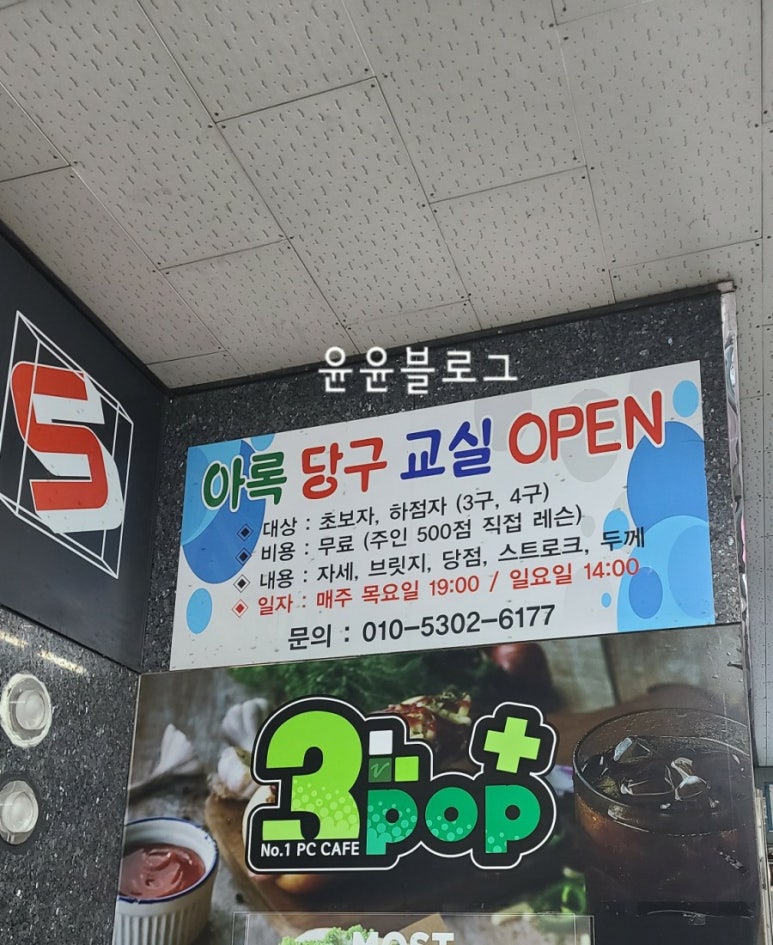 윤윤블로그
아록 당구 교실 OPEN
◈ 대상 : 초보자, 하점자 (3구, 4구)
◈ 비용 : 무료 (주인 500점 직접 레슨)
◈ 내용 : 자세, 브릿지, 당점, 스트로크, 두께
◈ 일자 : 매주 목요일 19:00 / 일요일 14:00
문의 : 010-5302-6177
S
3pop+
No.1 PC CAFE
MOST